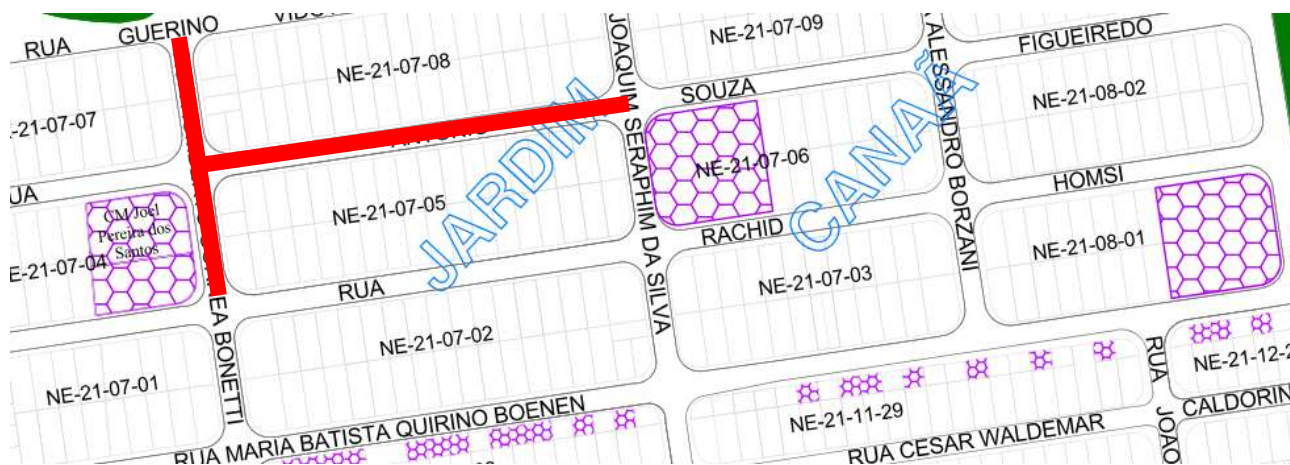 RUA GUERINO
JOAQUIM SERAPHIM DA SILVA
ALESSANDRO BORZANI
NE-21-07-09
FIGUEIREDO
NE-21-07-08
SOUZA
NE-21-08-02
-21-07-07
JARDIM CANAÃ
NE-21-07-06
HOMSI
UA
CM Joel
Pereira dos
Santos
NE-21-07-05
RACHID
NE-21-08-01
E-21-07-04
RUA
NE-21-07-03
EA BONETTI
NE-21-07-02
RUA
NE-21-12-2
NE-21-07-01
RUA MARIA BATISTA QUIRINO BOENEN
NE-21-11-29
CALDORIN
RUA CESAR WALDEMAR
JOAO